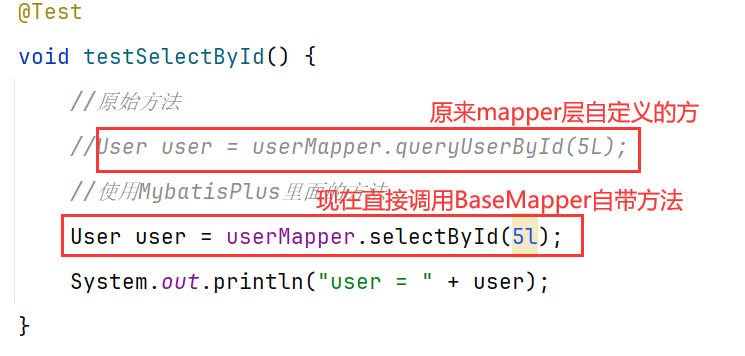 @Test
void testSelectById() {
//原始方法
原来mapper层自定义的方
//User user = userMapper.queryUserById(5L);
//使用MybatisPlus里面的方法
现在直接调用BaseMapper自带方法
User user = userMapper.selectById(5l);
System.out.println("user = " + user);
}